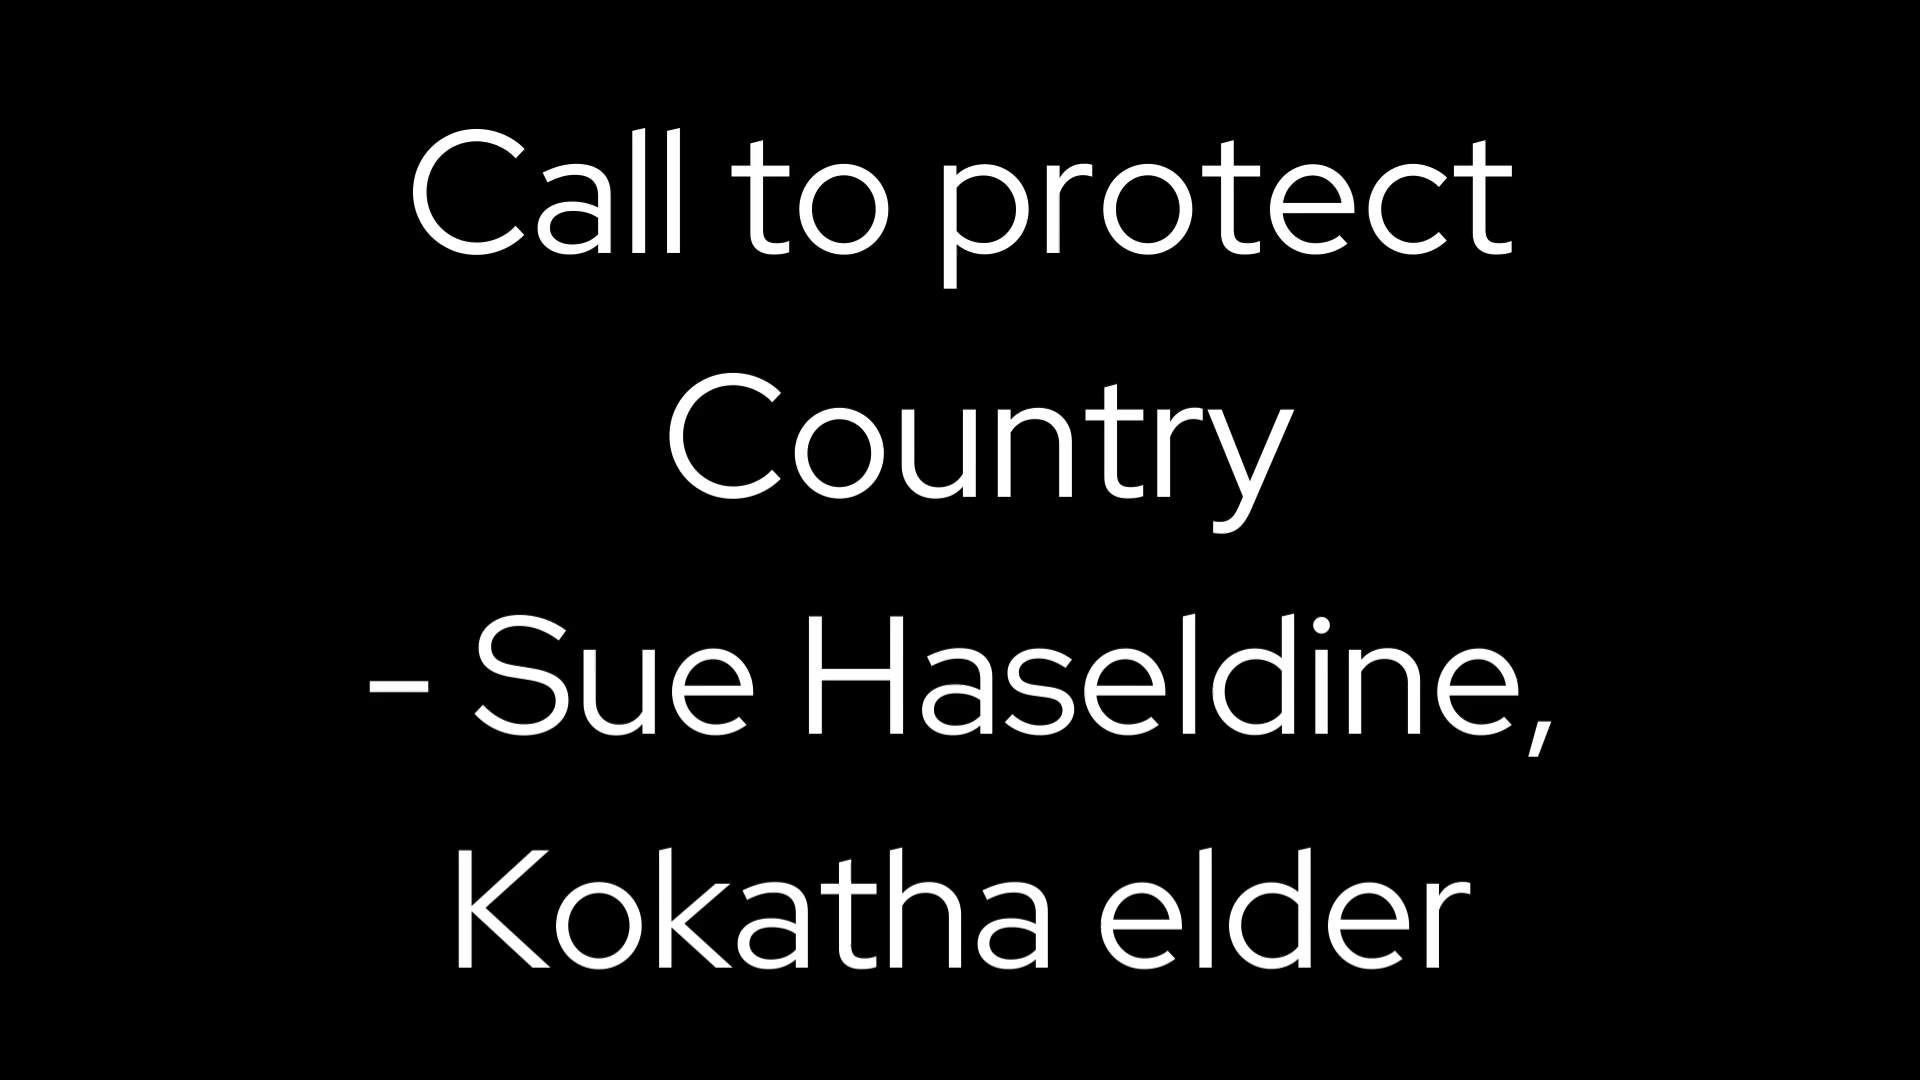 Call to protect
Country
- Sue Haseldine,
Kokatha elder